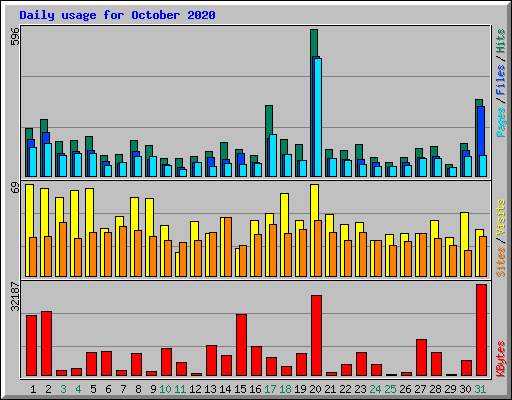 Daily usage for October 2020
596
Pages / Files / Hits
69
Sites / Visits
32187
KBytes
1 2 3 4 5 6 7 8 9 10 11 12 13 14 15 16 17 18 19 20 21 22 23 24 25 26 27 28 29 30 31